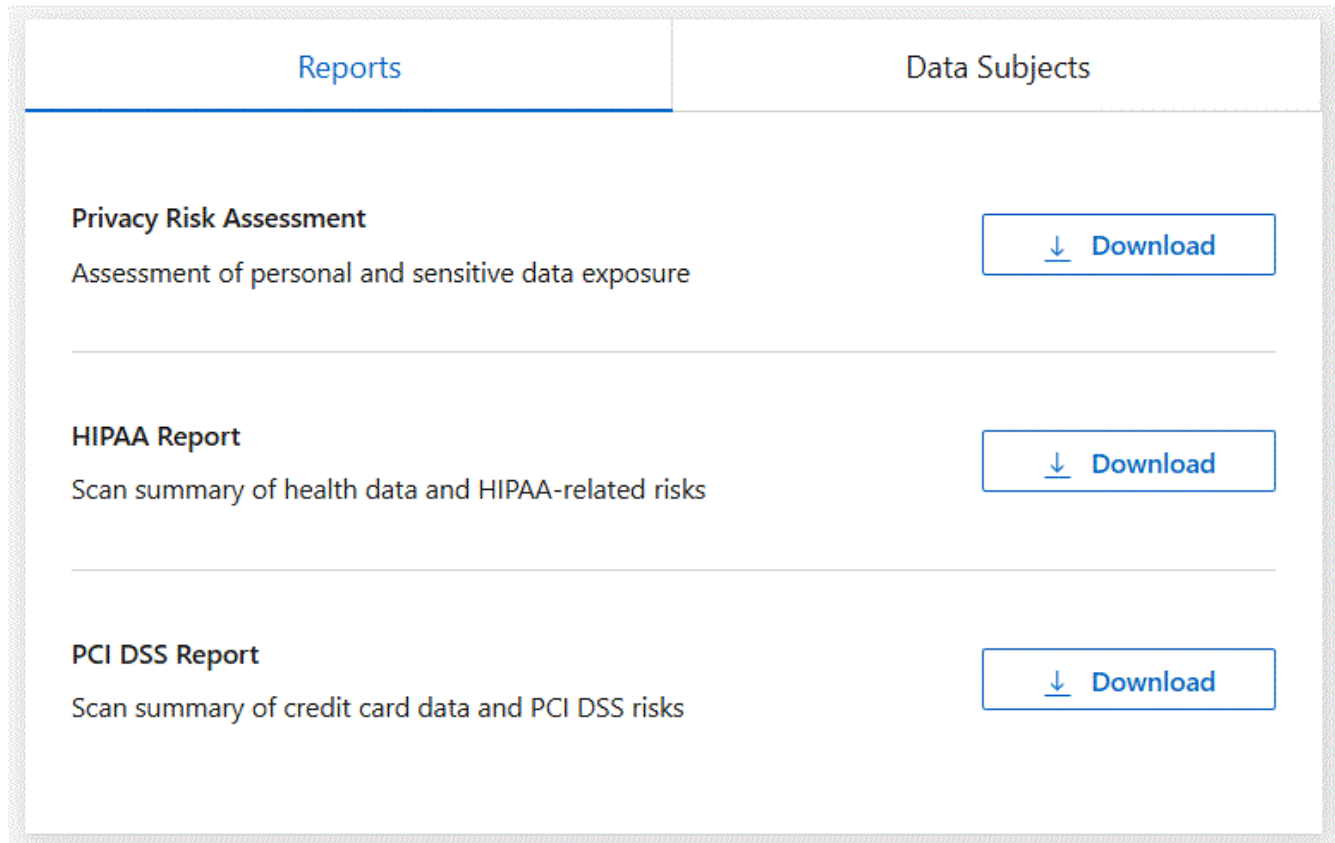 Reports
Data Subjects
Privacy Risk Assessment
Download
Assessment of personal and sensitive data exposure
HIPAA Report
Download
Scan summary of health data and HIPAA-related risks
PCI DSS Report
Download
Scan summary of credit card data and PCI DSS risks